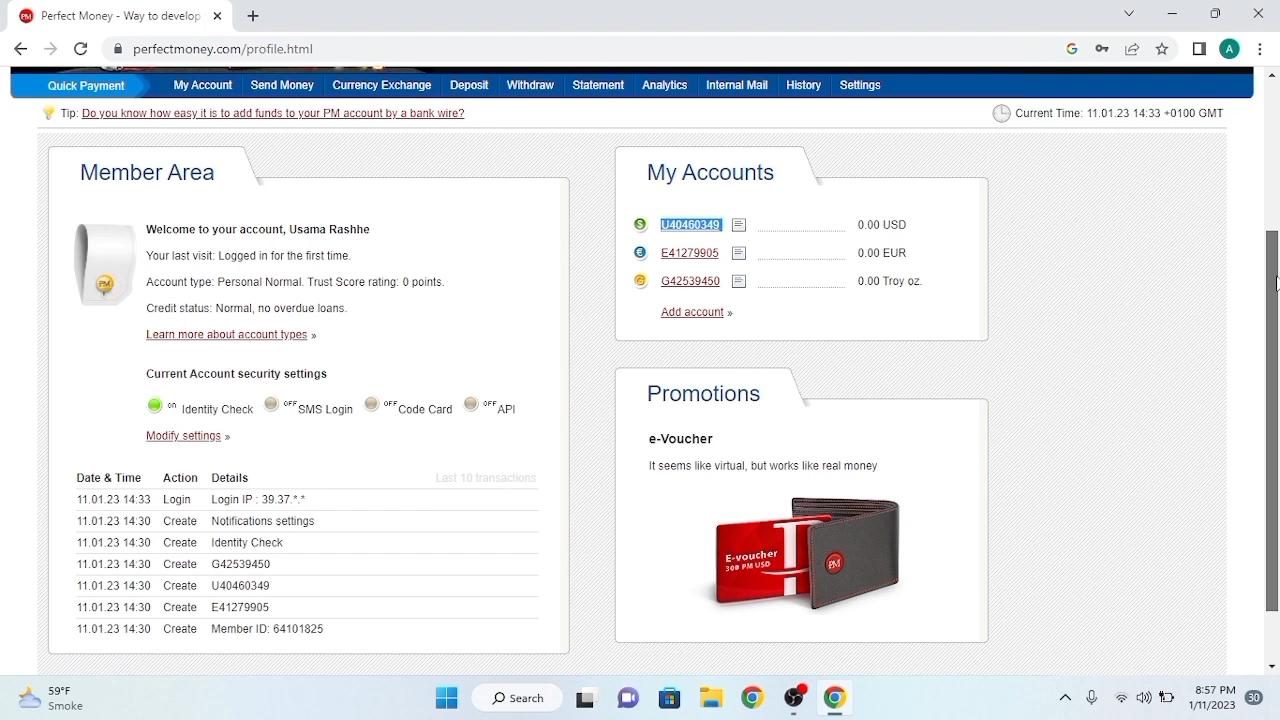 Perfect Money - Way to develop
perfectmoney.com/profile.html
A
Quick Payment My Account Send Money Currency Exchange Deposit Withdraw Statement Analytics Internal Mail History Settings
Tip: Do you know how easy it is to add funds to your PM account by a bank wire?
Current Time: 11.01.23 14:33 +0100 GMT
Member Area
Welcome to your account, Usama Rashhe
Your last visit: Logged in for the first time.
Account type: Personal Normal. Trust Score rating: 0 points.
Credit status: Normal, no overdue loans.
Learn more about account types »
Current Account security settings
on Identity Check OFF SMS Login OFF Code Card OFF API
Modify settings »
Date & Time Action Details Last 10 transactions
11.01.23 14:33 Login Login IP : 39.37.*.*
11.01.23 14:30 Create Notifications settings
11.01.23 14:30 Create Identity Check
11.01.23 14:30 Create G42539450
11.01.23 14:30 Create U40460349
11.01.23 14:30 Create E41279905
11.01.23 14:30 Create Member ID: 64101825
My Accounts
U40460349 0.00 USD
E41279905 0.00 EUR
G42539450 0.00 Troy oz.
Add account »
Promotions
e-Voucher
It seems like virtual, but works like real money
E-voucher
300 PM USD
PM
59°F
Smoke
Search
8:57 PM
1/11/2023
30